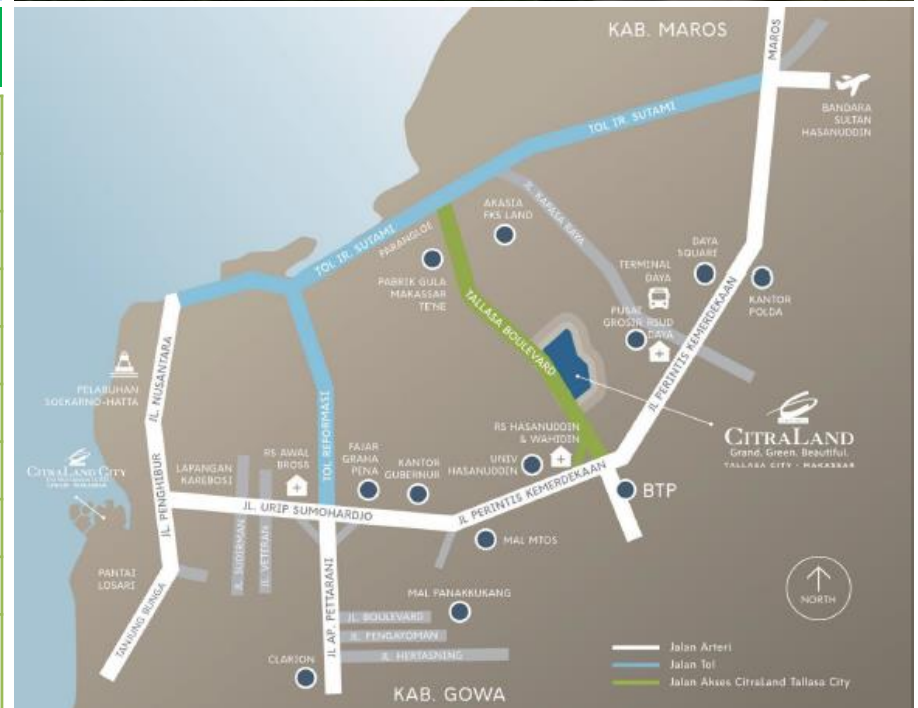 KAB. MAROS
MAROS
BANDARA
SULTAN
HASANUDDIN
TOL IR. SUTAMI
JL. KAPASA RAYA
AKASIA
FKS LAND
TOL IR. SUTAMI
PARANGLOE
PABRIK GULA
MAKASSAR
TE'NE
TERMINAL
DAYA
DAYA
SQUARE
KANTOR
POLDA
PUSAT
GROSIR
RSUD
DAYA
TALLASA BOULEVARD
JL PERINTIS KEMERDEKAAN
JL. NUSANTARA
PELABUHAN
SOEKARNO-HATTA
TOL REFORMASI
CITRALAND
Grand. Green. Beautiful.
TALLASA CITY - MAKASSAR
CITRALAND CITY
LAPANGAN
KAREBOSI
RS AWAL
BROSS
FAJAR
GRAHA
PENA
KANTOR
GUBERNUR
UNIV
HASANUDDIN
RS HASANUDDIN
& WAHIDIN
JL. PENGHIBUR
JL. URIP SUMOHARDJO
JL PERINTIS KEMERDEKAAN
BTP
MAL MTOS
JL. SUDIRMAN
JL. VETERAN
PANTAI
LOSARI
TANJUNG BUNGA
JL AP. PETTARANI
MAL PANAKKUKANG
JL. BOULEVARD
JL. PENGAYOMAN
JL. HERTASNING
CLARION
KAB. GOWA
NORTH
Jalan Arteri
Jalan Tol
Jalan Akses CitraLand Tallasa City